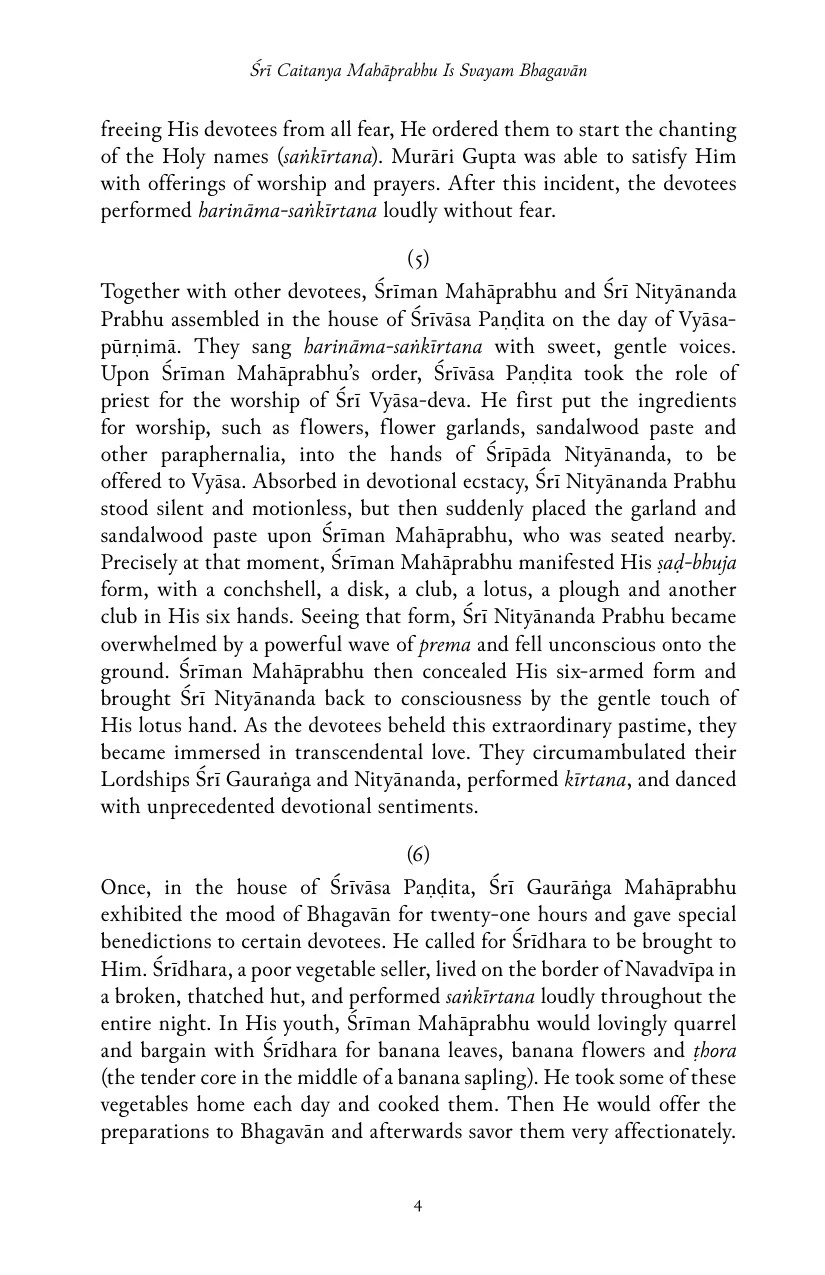 Śrī Caitanya Mahāprabhu Is Svayam Bhagavān
freeing His devotees from all fear, He ordered them to start the chanting
of the Holy names (saṅkīrtana). Murāri Gupta was able to satisfy Him
with offerings of worship and prayers. After this incident, the devotees
performed harināma-saṅkīrtana loudly without fear.
(5)
Together with other devotees, Śrīman Mahāprabhu and Śrī Nityānanda
Prabhu assembled in the house of Śrīvāsa Paṇḍita on the day of Vyāsa-
pūrṇimā. They sang harināma-saṅkīrtana with sweet, gentle voices.
Upon Śrīman Mahāprabhu’s order, Śrīvāsa Paṇḍita took the role of
priest for the worship of Śrī Vyāsa-deva. He first put the ingredients
for worship, such as flowers, flower garlands, sandalwood paste and
other paraphernalia, into the hands of Śrīpāda Nityānanda, to be
offered to Vyāsa. Absorbed in devotional ecstacy, Śrī Nityānanda Prabhu
stood silent and motionless, but then suddenly placed the garland and
sandalwood paste upon Śrīman Mahāprabhu, who was seated nearby.
Precisely at that moment, Śrīman Mahāprabhu manifested His ṣaḍ-bhuja
form, with a conchshell, a disk, a club, a lotus, a plough and another
club in His six hands. Seeing that form, Śrī Nityānanda Prabhu became
overwhelmed by a powerful wave of prema and fell unconscious onto the
ground. Śrīman Mahāprabhu then concealed His six-armed form and
brought Śrī Nityānanda back to consciousness by the gentle touch of
His lotus hand. As the devotees beheld this extraordinary pastime, they
became immersed in transcendental love. They circumambulated their
Lordships Śrī Gauraṅga and Nityānanda, performed kīrtana, and danced
with unprecedented devotional sentiments.
(6)
Once, in the house of Śrīvāsa Paṇḍita, Śrī Gaurāṅga Mahāprabhu
exhibited the mood of Bhagavān for twenty-one hours and gave special
benedictions to certain devotees. He called for Śrīdhara to be brought to
Him. Śrīdhara, a poor vegetable seller, lived on the border of Navadvīpa in
a broken, thatched hut, and performed saṅkīrtana loudly throughout the
entire night. In His youth, Śrīman Mahāprabhu would lovingly quarrel
and bargain with Śrīdhara for banana leaves, banana flowers and ṭhora
(the tender core in the middle of a banana sapling). He took some of these
vegetables home each day and cooked them. Then He would offer the
preparations to Bhagavān and afterwards savor them very affectionately.
4